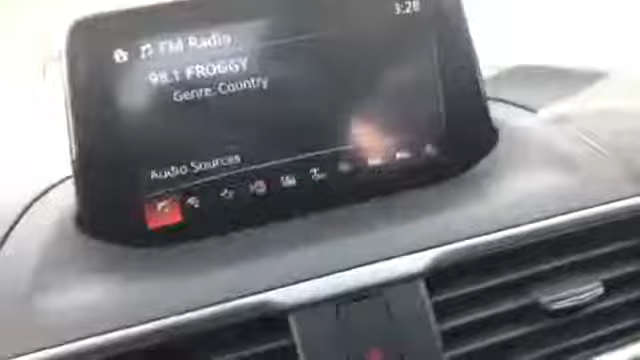 3:28
FM Radio
98.1 FROGGY
Genre: Country
Audio Sources